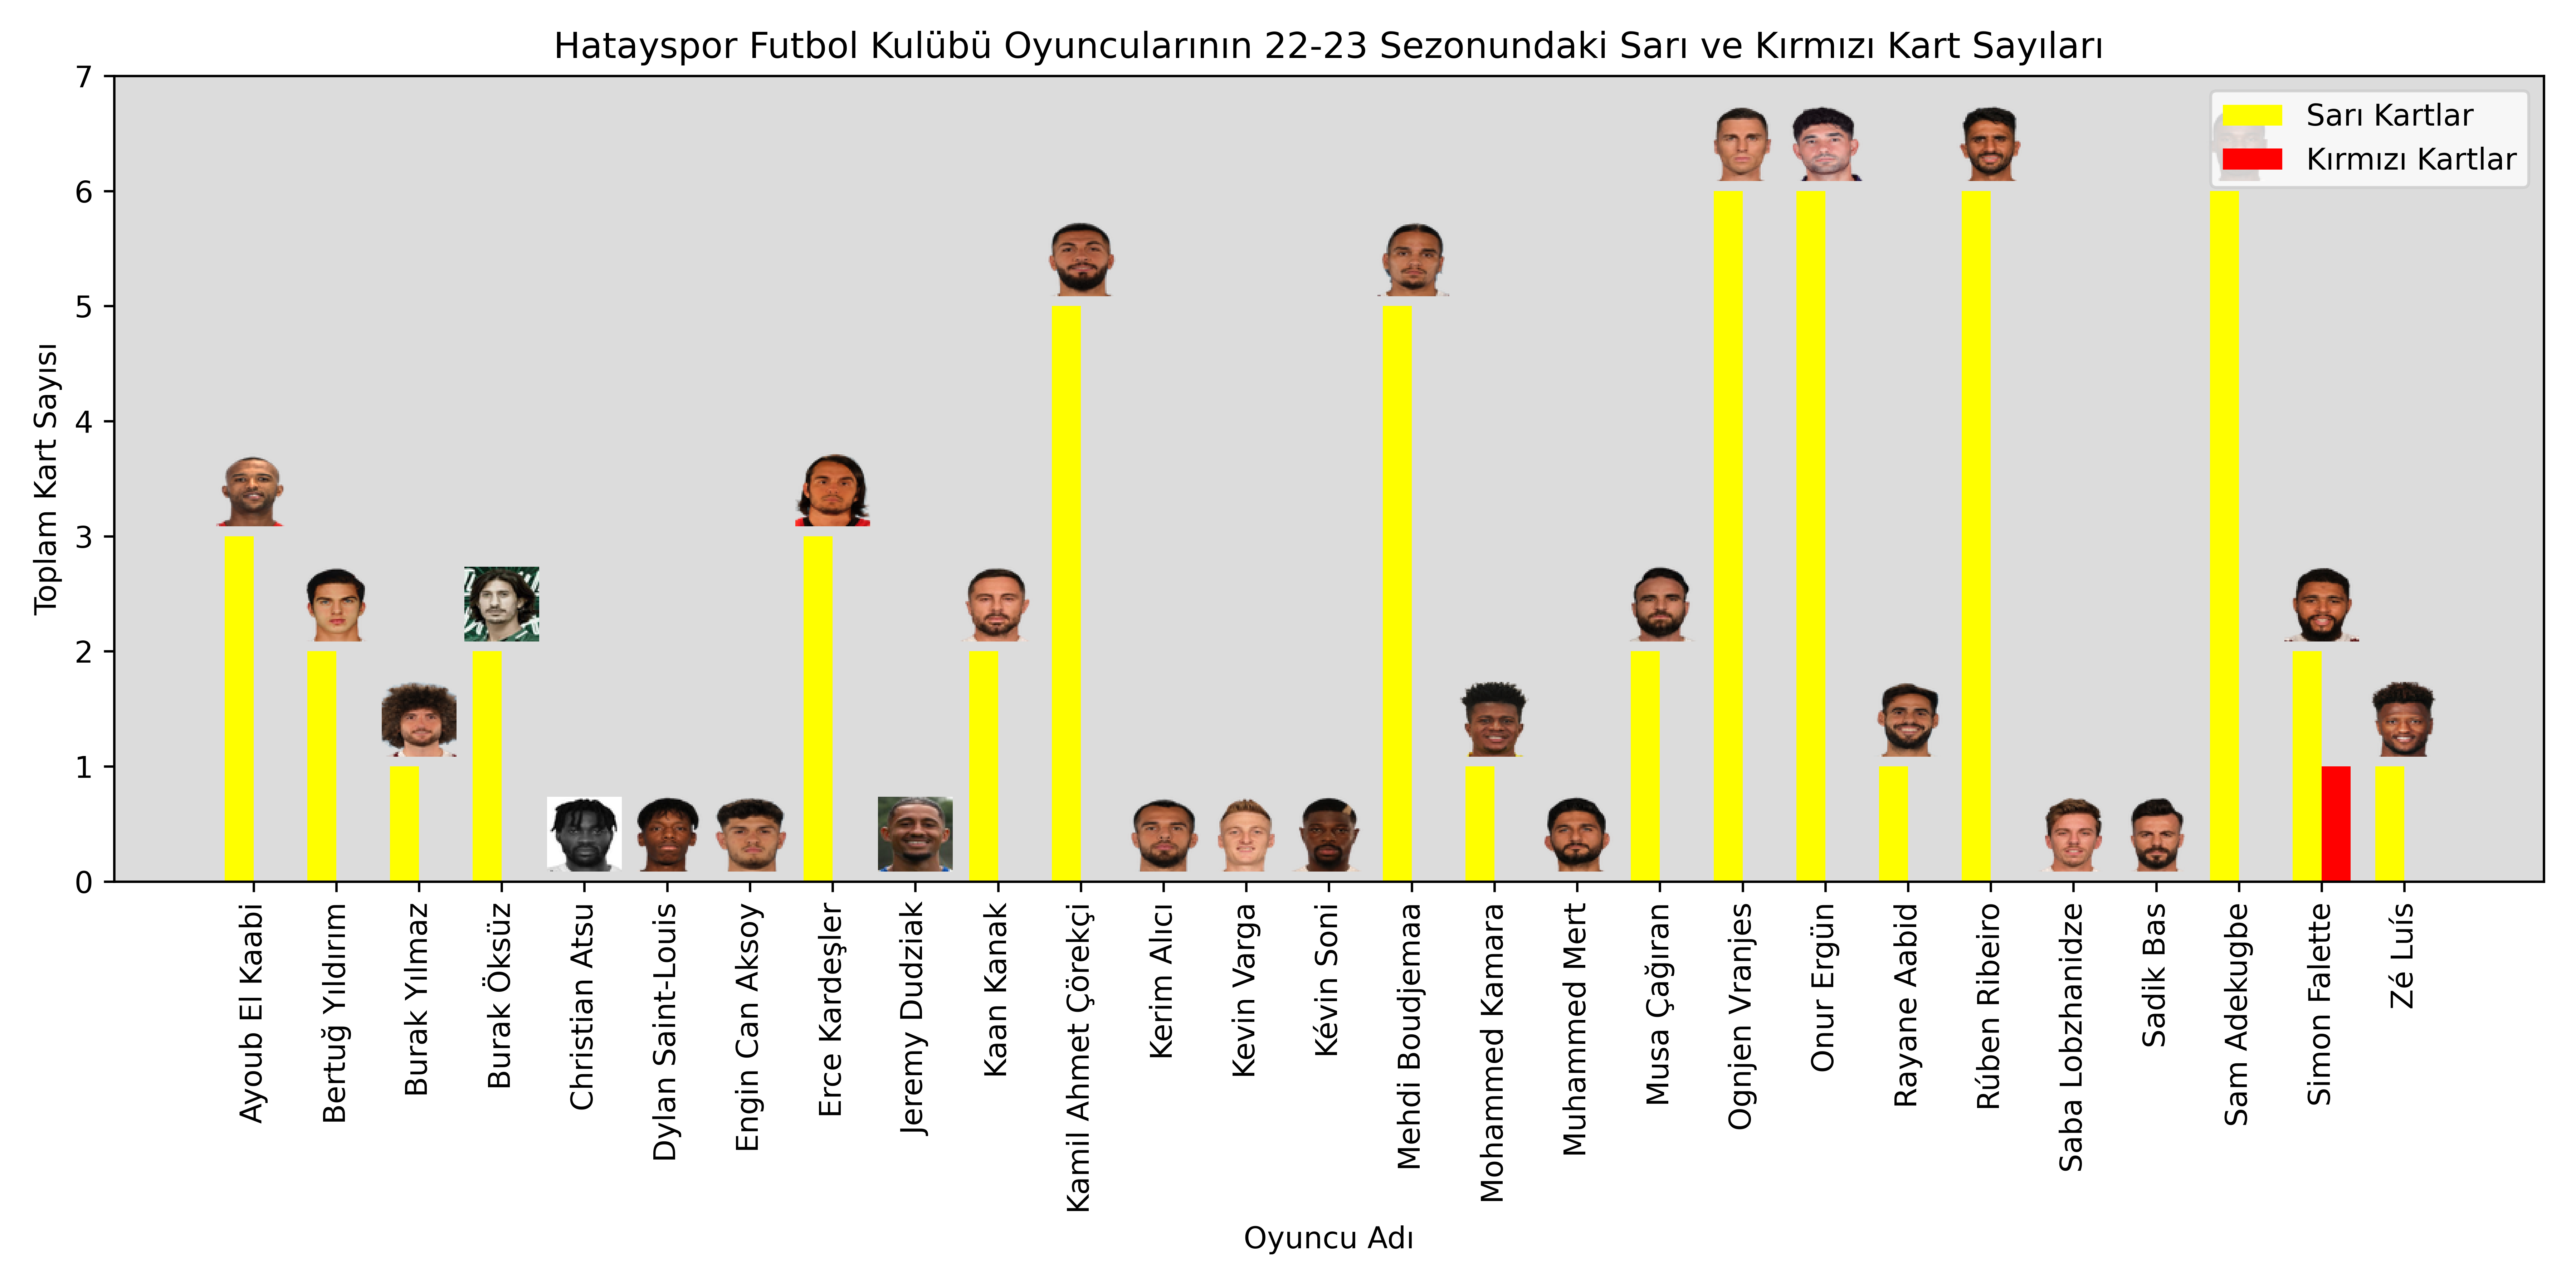 Hatayspor Futbol Kulübü Oyuncularının 22-23 Sezonundaki Sarı ve Kırmızı Kart Sayıları
Sarı Kartlar
Kırmızı Kartlar
Toplam Kart Sayısı
7
6
5
4
3
2
1
0
Ayoub El Kaabi
Bertuğ Yıldırım
Burak Yılmaz
Burak Öksüz
Christian Atsu
Dylan Saint-Louis
Engin Can Aksoy
Erce Kardeşler
Jeremy Dudziak
Kaan Kanak
Kamil Ahmet Çörekçi
Kerim Alıcı
Kevin Varga
Kévin Soni
Mehdi Boudjemaa
Mohammed Kamara
Muhammed Mert
Musa Çağıran
Ognjen Vranjes
Onur Ergün
Rayane Aabid
Rúben Ribeiro
Saba Lobzhanidze
Sadik Bas
Sam Adekugbe
Simon Falette
Zé Luís
Oyuncu Adı